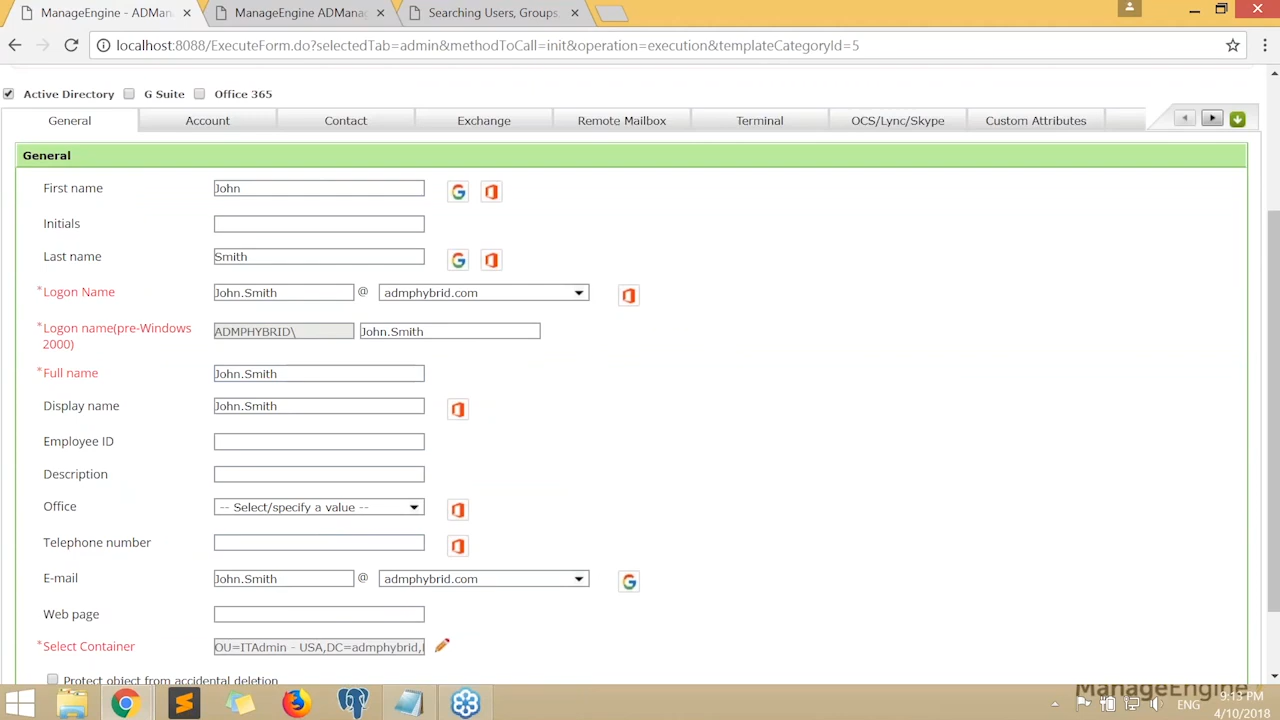 ManageEngine - ADMan
ManageEngine ADManag
Searching Users, Groups,
localhost:8088/ExecuteForm.do?selectedTab=admin&methodToCall=init&operation=execution&templateCategoryId=5
Active Directory G Suite Office 365
General Account Contact Exchange Remote Mailbox Terminal OCS/Lync/Skype Custom Attributes
General
First name John
Initials
Last name Smith
*Logon Name John.Smith @ admphybrid.com
*Logon name(pre-Windows 2000) ADMPHYBRID\ John.Smith
*Full name John.Smith
Display name John.Smith
Employee ID
Description
Office -- Select/specify a value --
Telephone number
E-mail John.Smith @ admphybrid.com
Web page
*Select Container OU=ITAdmin - USA,DC=admphybrid,
Protect object from accidental deletion
ManageEngine
ENG
9:13 PM
4/10/2018